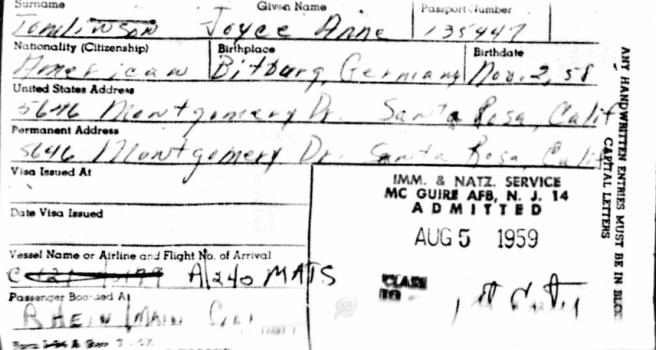 Surname Given Name Passport Number
Tomlinson Joyce Anne 135447
Nationality (Citizenship) Birthplace Birthdate
American Bitburg, Germany Nov. 2, 58
United States Address
5646 Montgomery Dr. Santa Rosa, Calif
Permanent Address
5646 Montgomery Dr. Santa Rosa, Calif
Visa Issued At
Date Visa Issued
Vessel Name or Airline and Flight No. of Arrival
A1240 MATS
Passenger Boarded At
RHEIN MAIN
IMM. & NATZ. SERVICE
MC GUIRE AFB, N. J. 14
ADMITTED
AUG 5 1959
CLASS
TO
ANY HANDWRITTEN ENTRIES MUST BE IN BLOCK
CAPITAL LETTERS